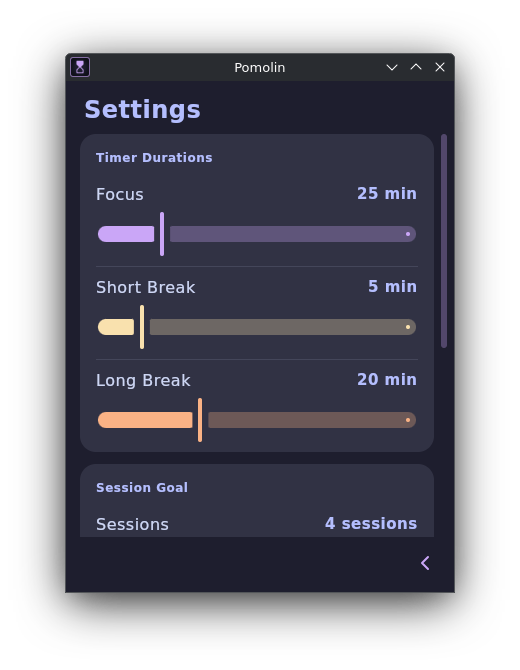 Pomolin
Settings
Timer Durations
Focus 25 min
Short Break 5 min
Long Break 20 min
Session Goal
Sessions 4 sessions